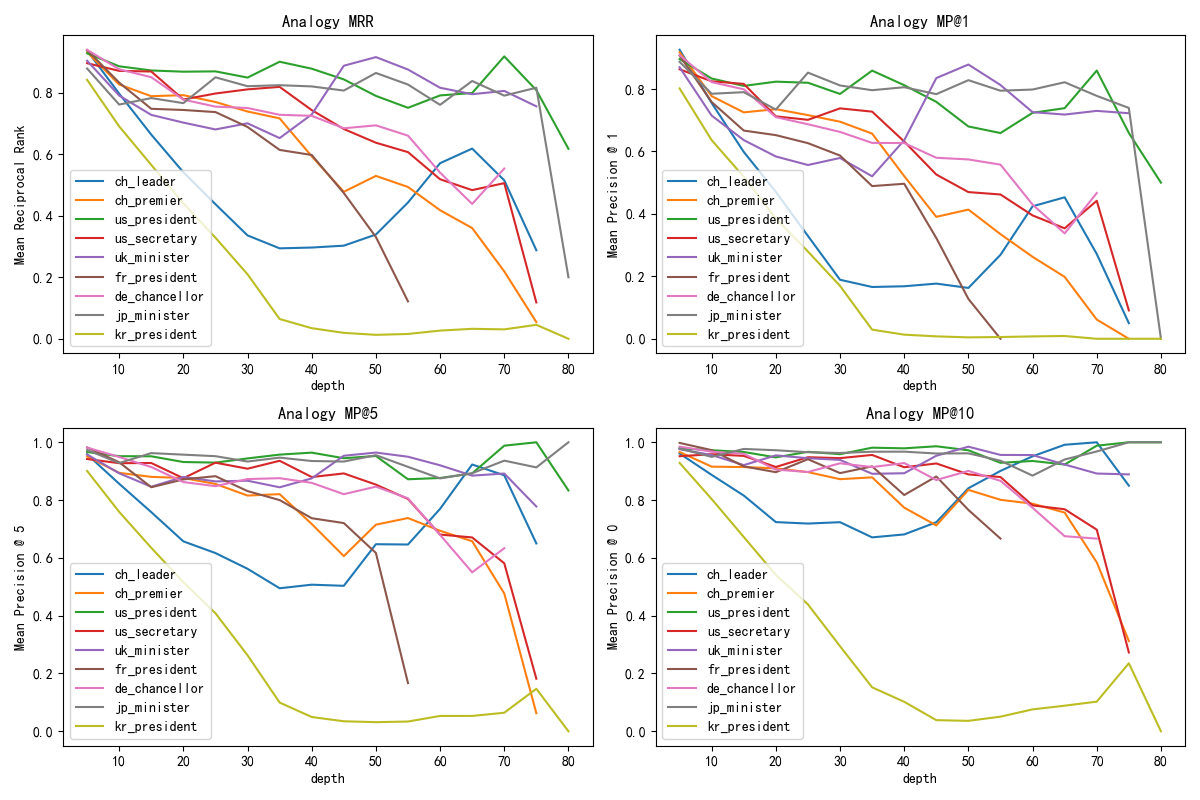 Analogy MRR
Mean Reciprocal Rank
0.8
0.6
0.4
0.2
0.0
ch_leader
ch_premier
us_president
us_secretary
uk_minister
fr_president
de_chancellor
jp_minister
kr_president
10 20 30 40 50 60 70 80
depth
Analogy MP@1
Mean Precision @ 1
0.8
0.6
0.4
0.2
0.0
ch_leader
ch_premier
us_president
us_secretary
uk_minister
fr_president
de_chancellor
jp_minister
kr_president
10 20 30 40 50 60 70 80
depth
Analogy MP@5
Mean Precision @ 5
1.0
0.8
0.6
0.4
0.2
0.0
ch_leader
ch_premier
us_president
us_secretary
uk_minister
fr_president
de_chancellor
jp_minister
kr_president
10 20 30 40 50 60 70 80
depth
Analogy MP@10
Mean Precision @ 0
1.0
0.8
0.6
0.4
0.2
0.0
ch_leader
ch_premier
us_president
us_secretary
uk_minister
fr_president
de_chancellor
jp_minister
kr_president
10 20 30 40 50 60 70 80
depth